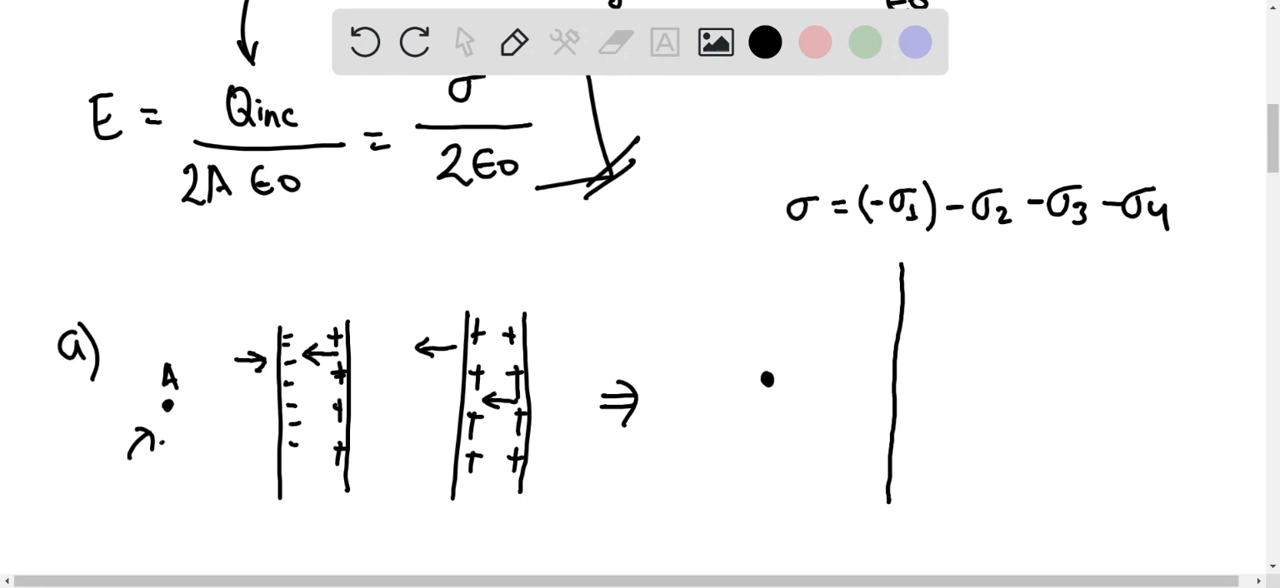 E = Qinc / 2A ϵ0 = σ / 2ϵ0
σ = (-σ1) - σ2 - σ3 - σ4
a)
A